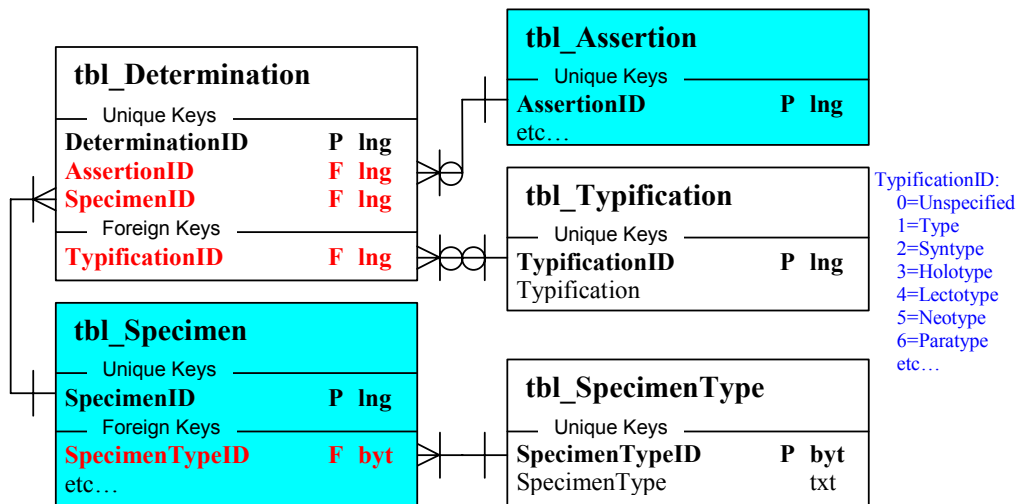 tbl_Determination
Unique Keys
DeterminationID P lng
AssertionID F lng
SpecimenID F lng
Foreign Keys
TypificationID F lng
tbl_Assertion
Unique Keys
AssertionID P lng
etc…
tbl_Typification
Unique Keys
TypificationID P lng
Typification
TypificationID:
0=Unspecified
1=Type
2=Syntype
3=Holotype
4=Lectotype
5=Neotype
6=Paratype
etc…
tbl_Specimen
Unique Keys
SpecimenID P lng
Foreign Keys
SpecimenTypeID F byt
etc…
tbl_SpecimenType
Unique Keys
SpecimenTypeID P byt
SpecimenType txt